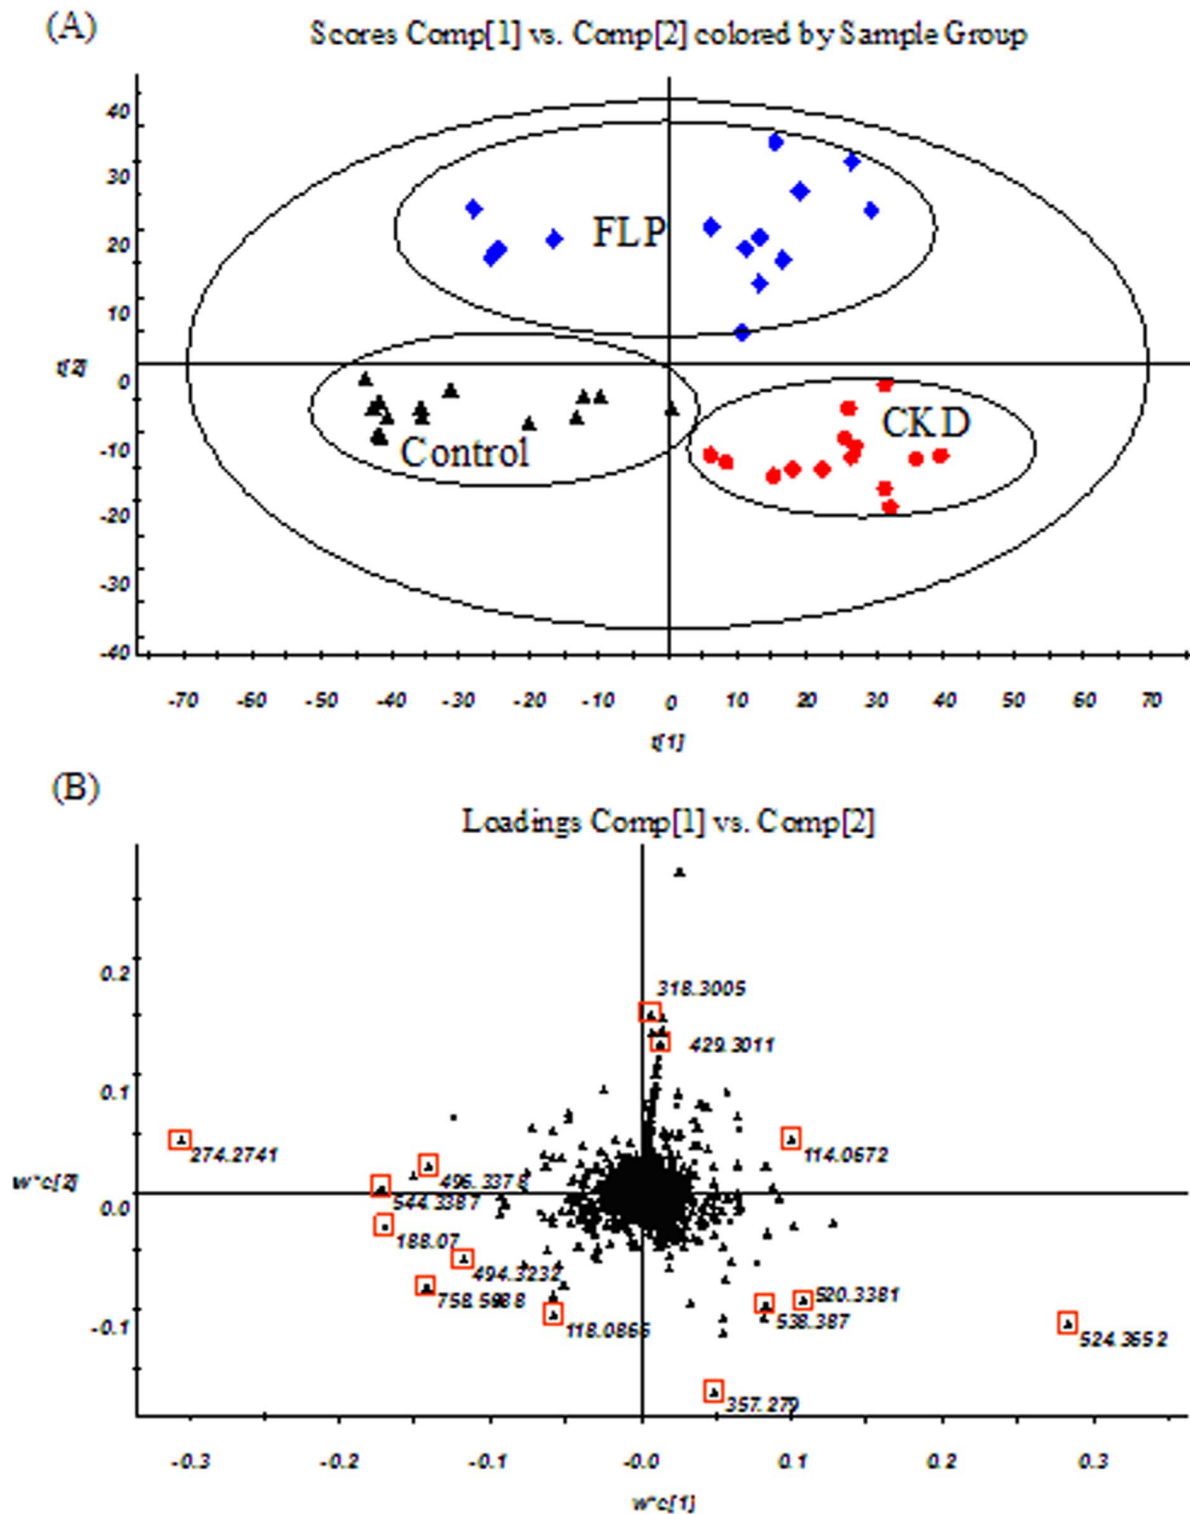 (A)
Scores Comp[1] vs. Comp[2] colored by Sample Group
40
30
20
10
0
-10
-20
-30
-40
t[2]
FLP
Control
CKD
-70 -60 -50 -40 -30 -20 -10 0 10 20 30 40 50 60 70
t[1]
(B)
Loadings Comp[1] vs. Comp[2]
0.2
0.1
0.0
-0.1
w*c[2]
318.3005
429.3011
274.2741
496.3378
114.0672
544.3387
188.07
494.3232
758.5988
118.0866
520.3381
538.387
524.3652
357.279
-0.3 -0.2 -0.1 -0.0 0.1 0.2 0.3
w*c[1]